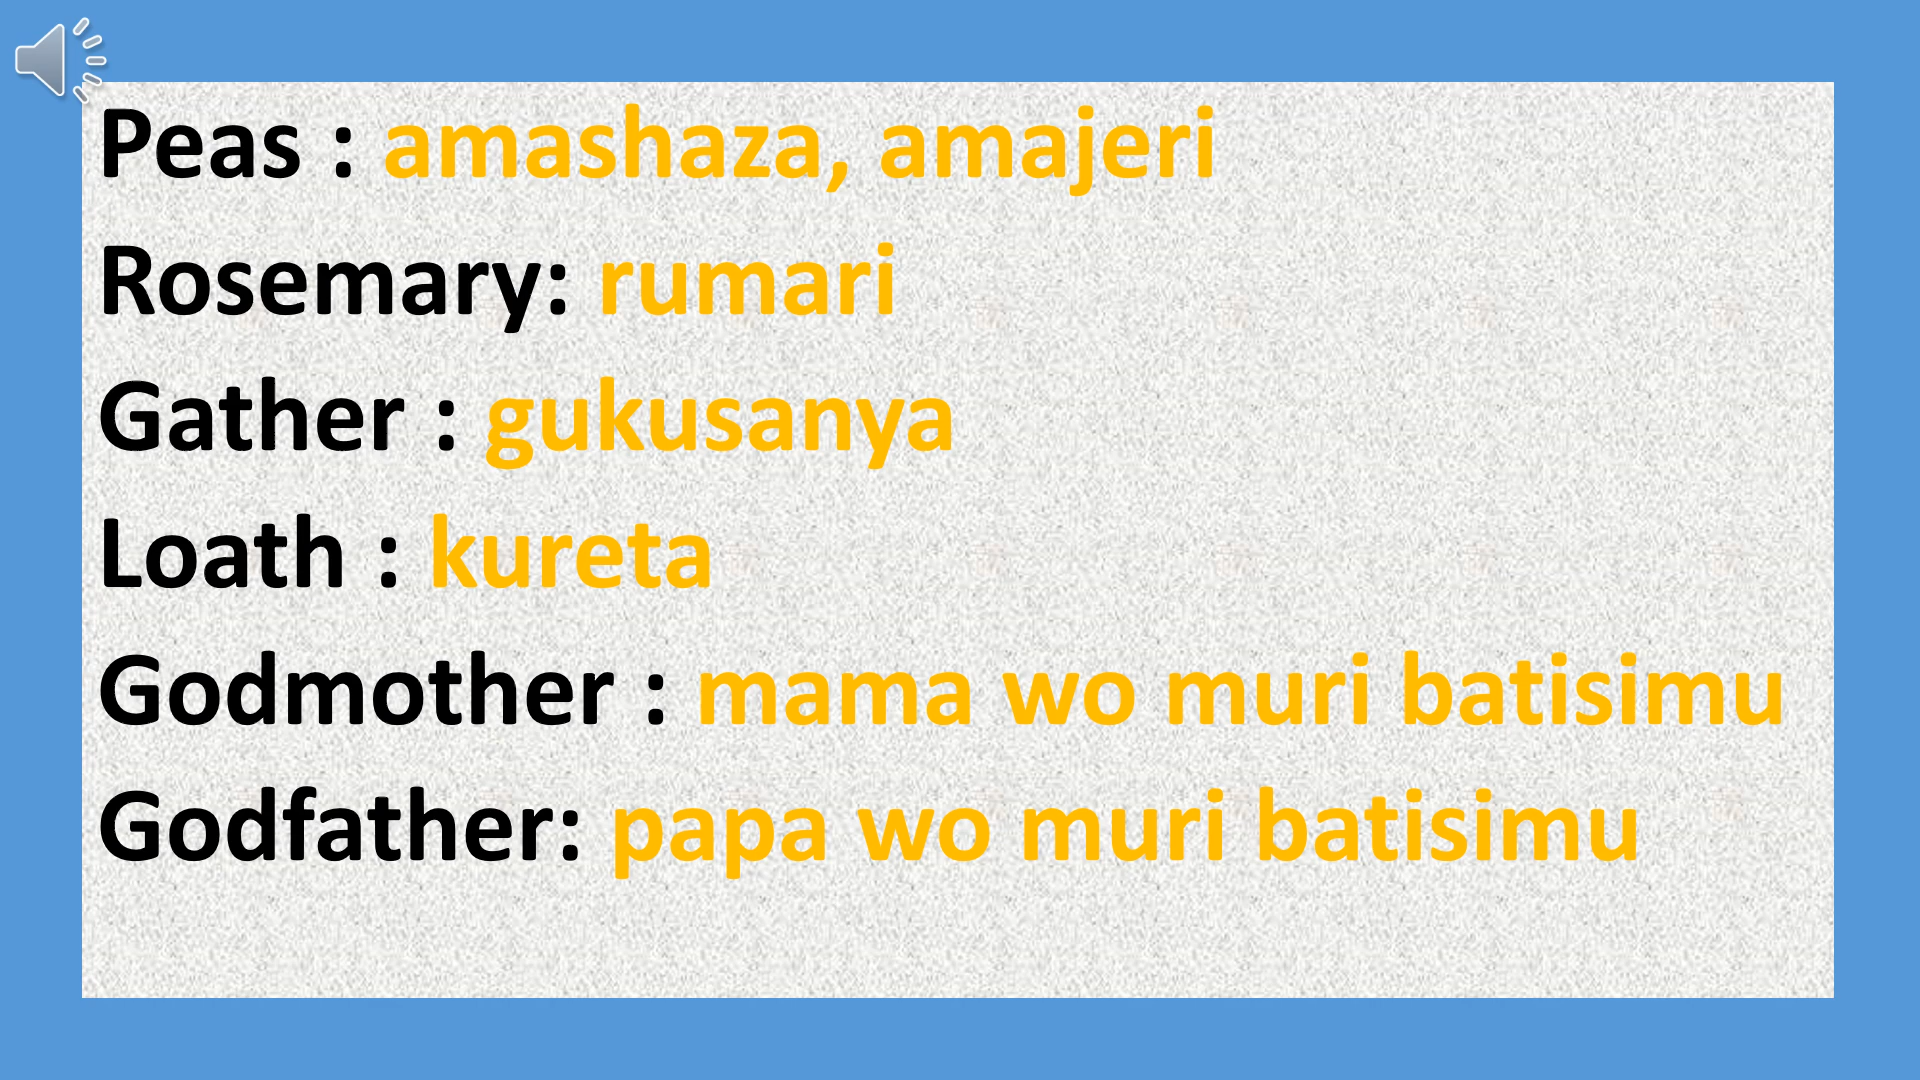 Peas : amashaza, amajeri
Rosemary: rumari
Gather : gukusanya
Loath : kureta
Godmother : mama wo muri batisimu
Godfather: papa wo muri batisimu